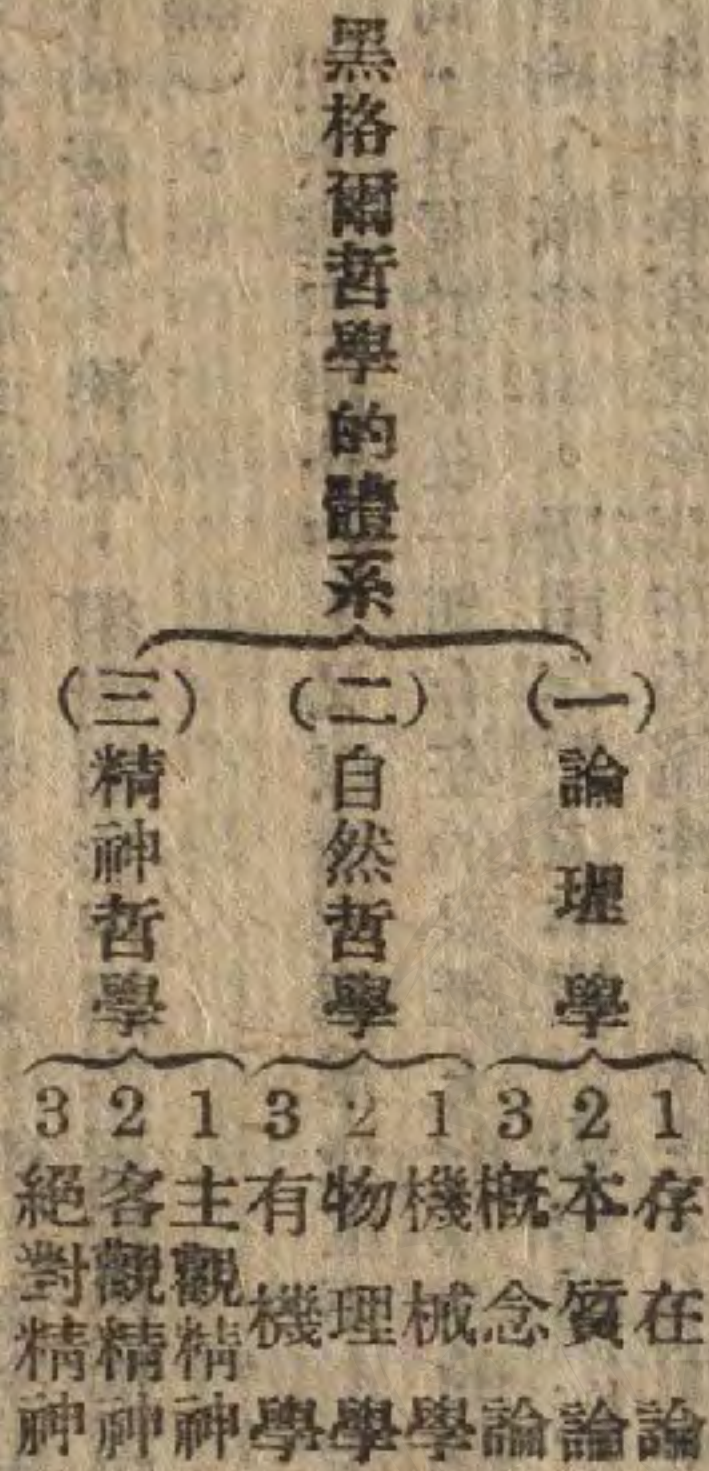 黑格爾哲學的體系
(一)論理學
1存在論
2本質論
3概念論
(二)自然哲學
1機械學
2物理學
3有機學
(三)精神哲學
1主觀精神
2客觀精神
3絕對精神